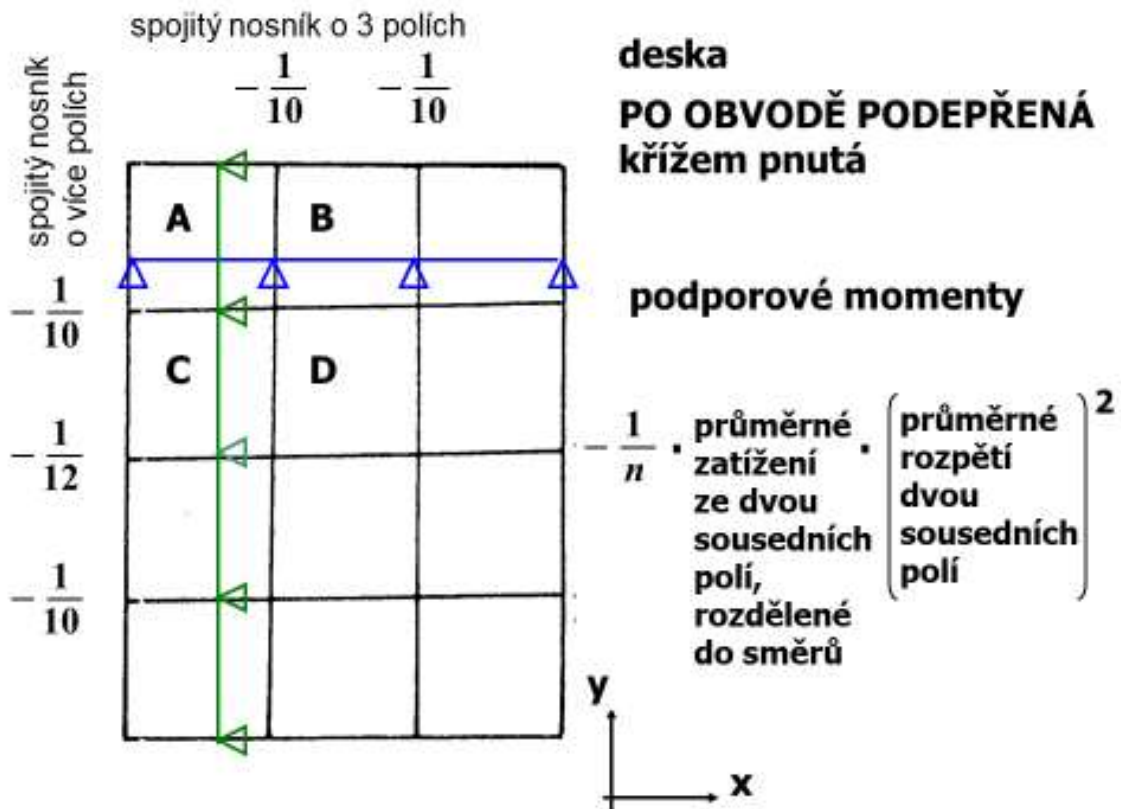 spojitý nosník o 3 polích
spojitý nosník
o více polích
− 1/10
− 1/10
deska
PO OBVODĚ PODEPŘENÁ
křížem pnutá
A
B
− 1/10
podporové momenty
C
D
− 1/12
− 1/n · průměrné zatížení ze dvou sousedních polí, rozdělené do směrů · (průměrné rozpětí dvou sousedních polí)²
− 1/10
y
x